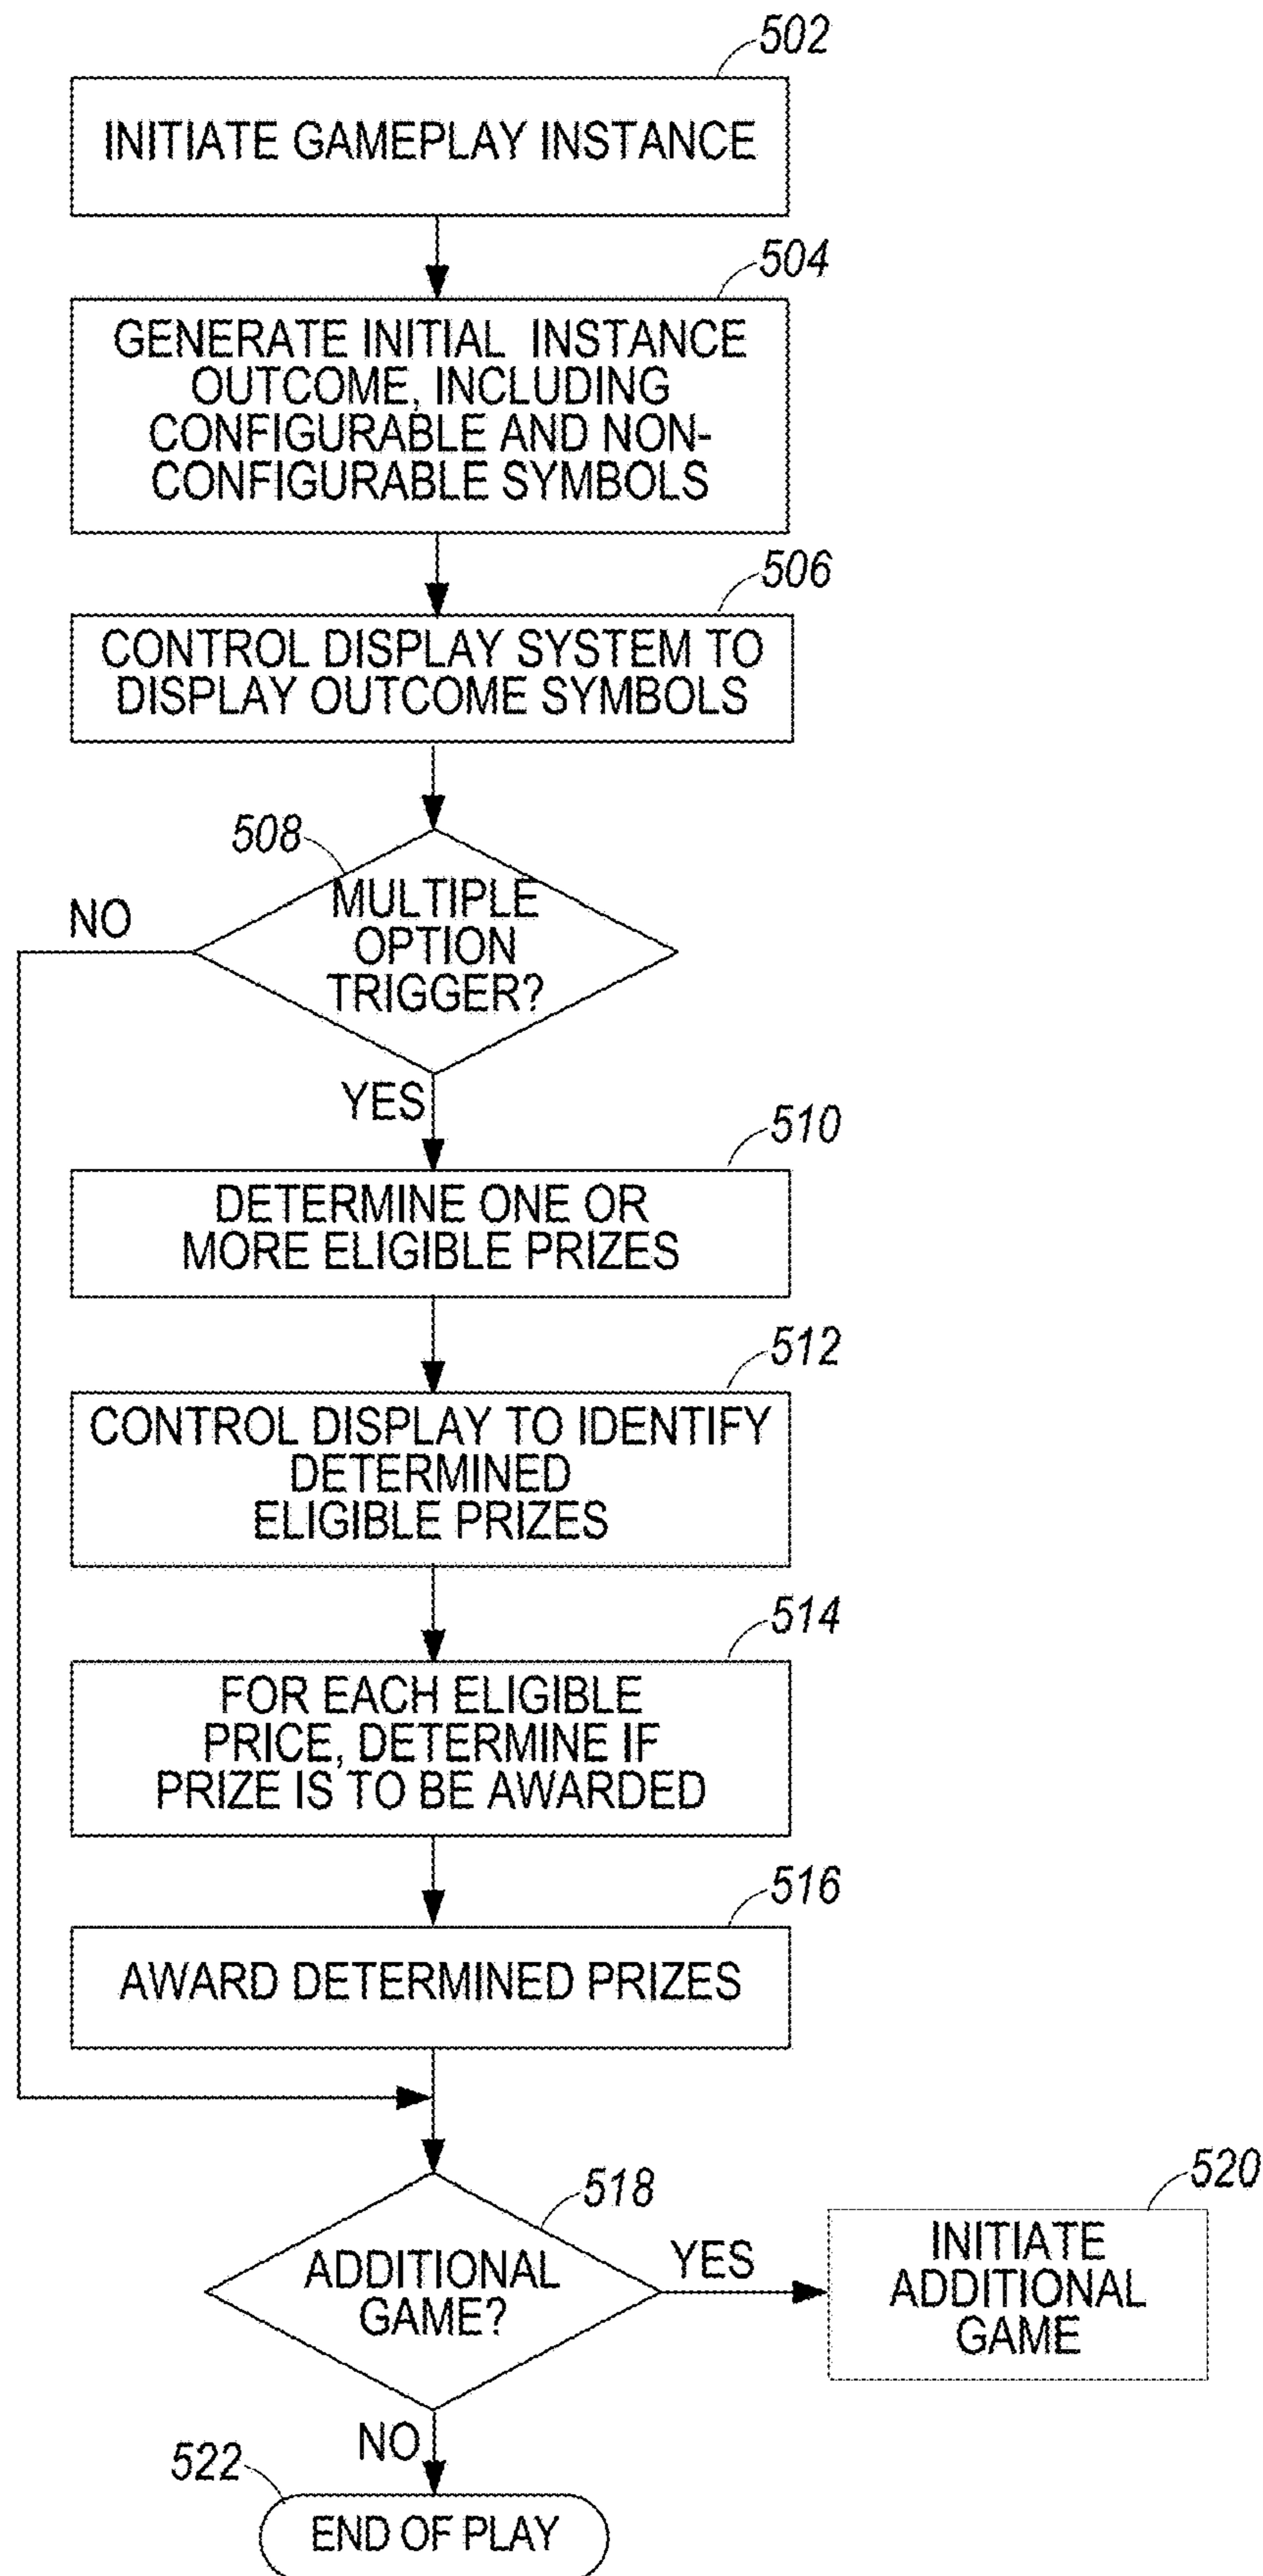 502
INITIATE GAMEPLAY INSTANCE
504
GENERATE INITIAL INSTANCE
OUTCOME, INCLUDING
CONFIGURABLE AND NON-
CONFIGURABLE SYMBOLS
506
CONTROL DISPLAY SYSTEM TO
DISPLAY OUTCOME SYMBOLS
508
MULTIPLE
OPTION
TRIGGER?
NO
YES
510
DETERMINE ONE OR
MORE ELIGIBLE PRIZES
512
CONTROL DISPLAY TO IDENTIFY
DETERMINED
ELIGIBLE PRIZES
514
FOR EACH ELIGIBLE
PRICE, DETERMINE IF
PRIZE IS TO BE AWARDED
516
AWARD DETERMINED PRIZES
518
ADDITIONAL
GAME?
YES
520
INITIATE
ADDITIONAL
GAME
NO
522
END OF PLAY